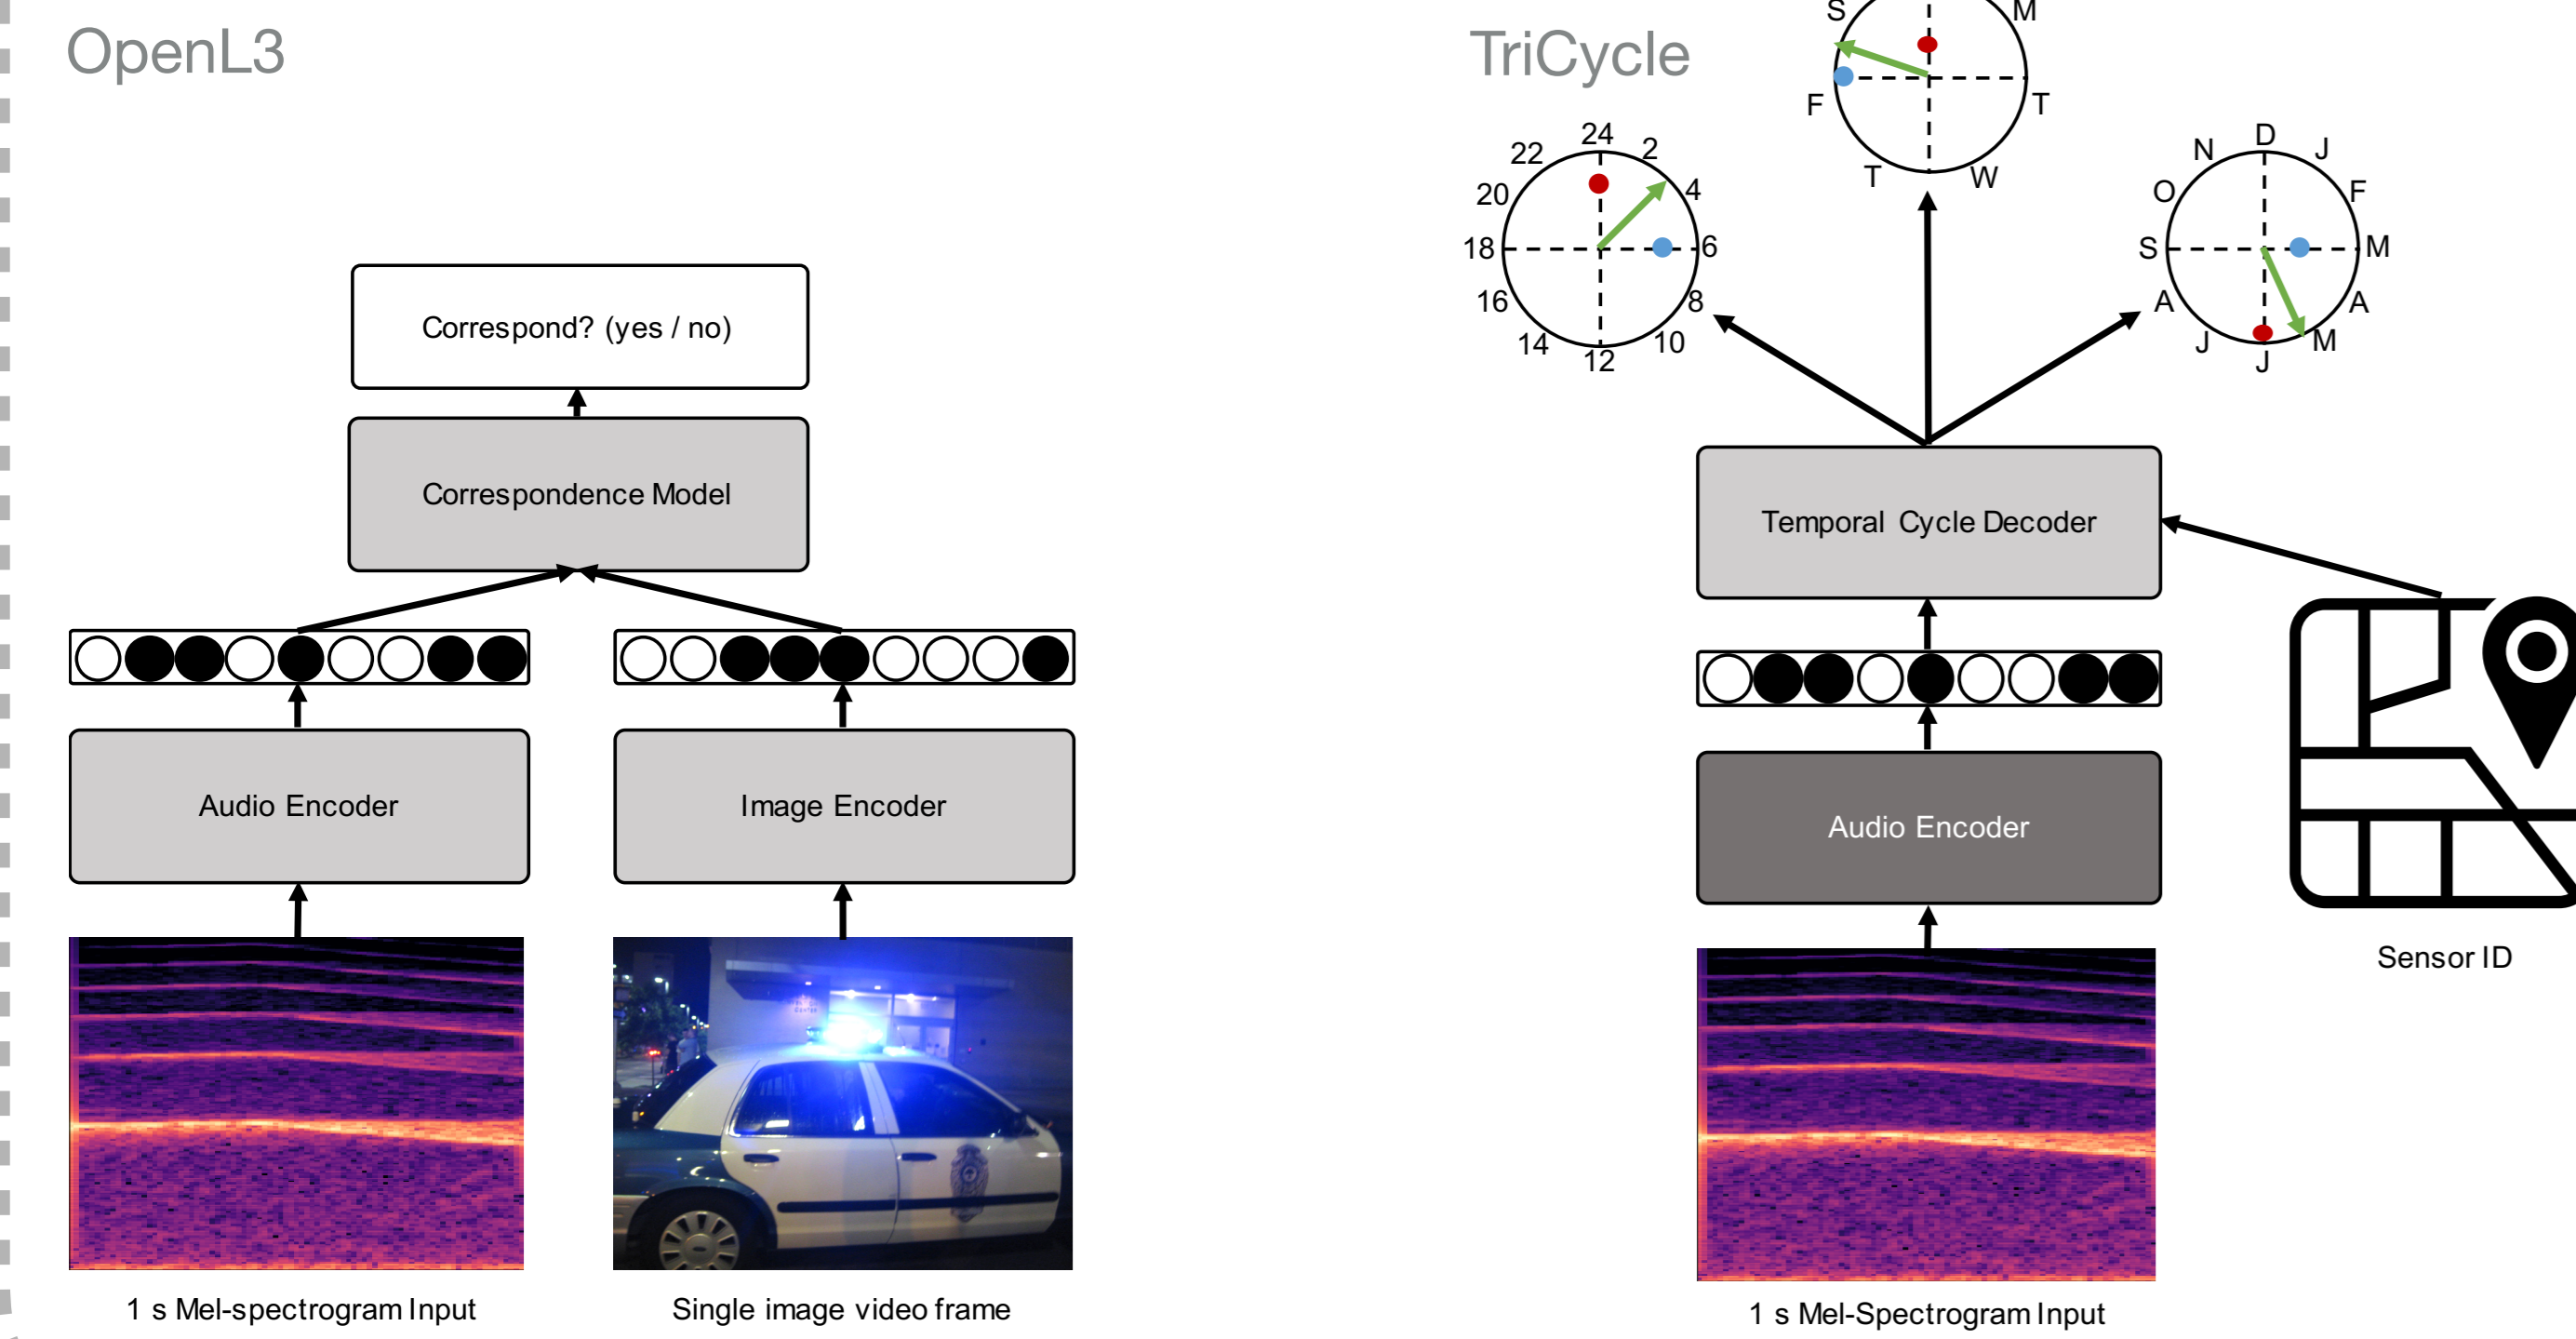 OpenL3
Correspond? (yes / no)
Correspondence Model
Audio Encoder
Image Encoder
1 s Mel-spectrogram Input
Single image video frame
TriCycle
24
2
4
6
8
10
12
14
16
18
20
22
S
M
T
W
T
F
D
J
F
M
A
M
J
J
A
S
O
N
Temporal Cycle Decoder
Audio Encoder
Sensor ID
1 s Mel-Spectrogram Input